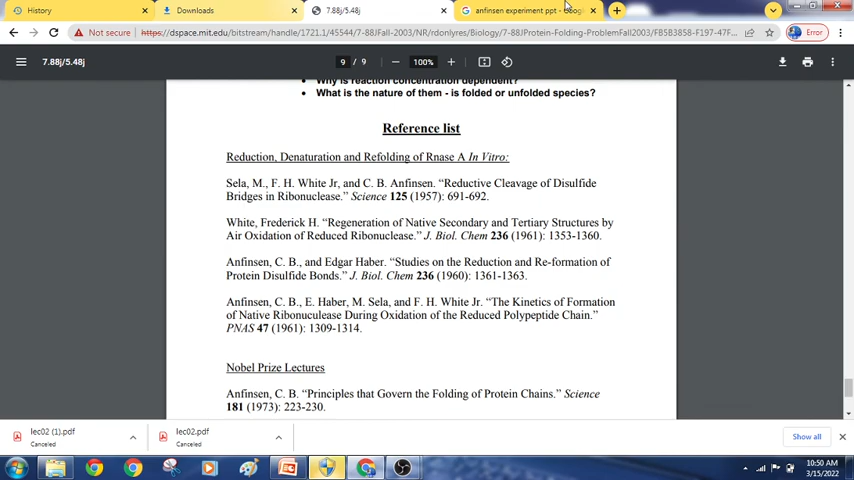 History
Downloads
7.88j/5.48j
anfinsen experiment ppt - Google
Not secure
https://dspace.mit.edu/bitstream/handle/1721.1/45544/7-88JFall-2003/NR/rdonlyres/Biology/7-88JProtein-Folding-ProblemFall2003/FB5B3858-F197-47F
Error
7.88j/5.48j
9 / 9
100%
Why is reaction concentration dependent?
• What is the nature of them - is folded or unfolded species?
Reference list
Reduction, Denaturation and Refolding of Rnase A In Vitro:
Sela, M., F. H. White Jr, and C. B. Anfinsen. “Reductive Cleavage of Disulfide
Bridges in Ribonuclease.” Science 125 (1957): 691-692.
White, Frederick H. “Regeneration of Native Secondary and Tertiary Structures by
Air Oxidation of Reduced Ribonuclease.” J. Biol. Chem 236 (1961): 1353-1360.
Anfinsen, C. B., and Edgar Haber. “Studies on the Reduction and Re-formation of
Protein Disulfide Bonds.” J. Biol. Chem 236 (1960): 1361-1363.
Anfinsen, C. B., E. Haber, M. Sela, and F. H. White Jr. “The Kinetics of Formation
of Native Ribonuculease During Oxidation of the Reduced Polypeptide Chain.”
PNAS 47 (1961): 1309-1314.
Nobel Prize Lectures
Anfinsen, C. B. “Principles that Govern the Folding of Protein Chains.” Science
181 (1973): 223-230.
lec02 (1).pdf
Canceled
lec02.pdf
Canceled
Show all
10:50 AM
3/15/2022